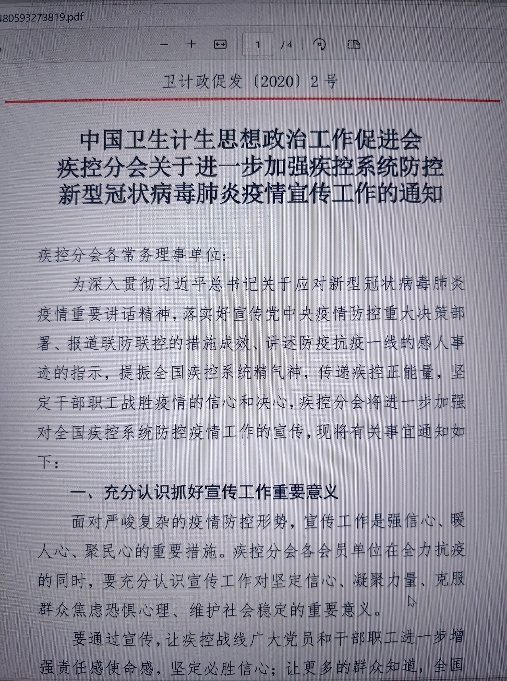 480593273819.pdf
1 /4
卫计政促发〔2020〕2号
中国卫生计生思想政治工作促进会
疾控分会关于进一步加强疾控系统防控
新型冠状病毒肺炎疫情宣传工作的通知
疾控分会各常务理事单位：
为深入贯彻习近平总书记关于应对新型冠状病毒肺炎
疫情重要讲话精神，落实好宣传党中央疫情防控重大决策部
署、报道联防联控的措施成效、讲述防疫抗疫一线的感人事
迹的指示，提振全国疾控系统精气神，传递疾控正能量，坚
定干部职工战胜疫情的信心和决心，疾控分会将进一步加强
对全国疾控系统防控疫情工作的宣传，现将有关事宜通知如
下：
一、充分认识抓好宣传工作重要意义
面对严峻复杂的疫情防控形势，宣传工作是强信心、暖
人心、聚民心的重要措施。疾控分会各会员单位在全力抗疫
的同时，要充分认识宣传工作对坚定信心、凝聚力量、克服
群众焦虑恐惧心理、维护社会稳定的重要意义。
要通过宣传，让疾控战线广大党员和干部职工进一步增
强责任感使命感，坚定必胜信心；让更多的群众知道，全国